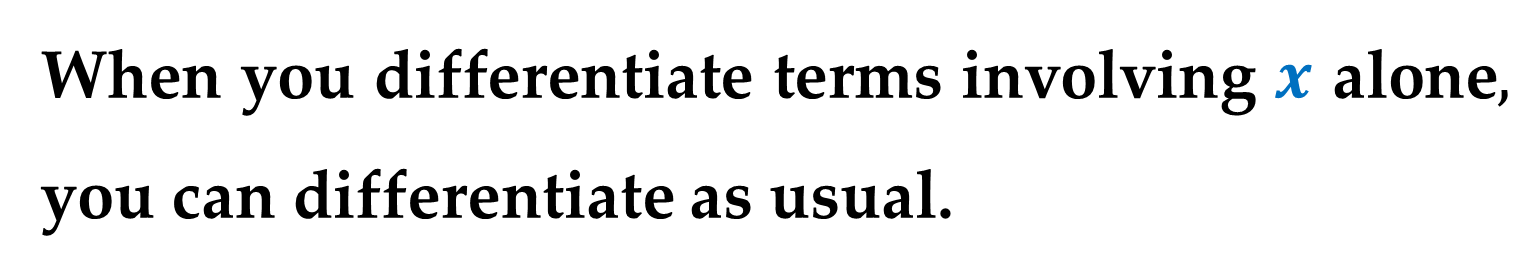 When you differentiate terms involving x alone,
you can differentiate as usual.